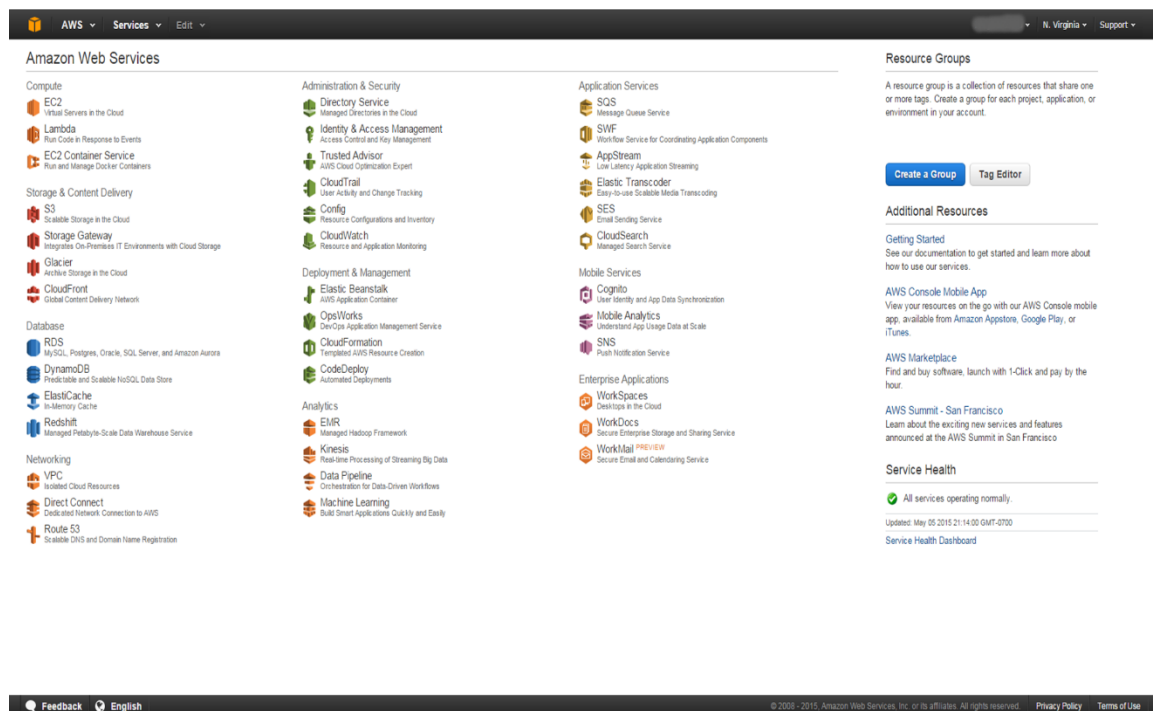 AWS Services Edit
N. Virginia Support
Amazon Web Services
Compute
EC2
Virtual Servers in the Cloud
Lambda
Run Code in Response to Events
EC2 Container Service
Run and Manage Docker Containers
Storage & Content Delivery
S3
Scalable Storage in the Cloud
Storage Gateway
Integrates On-Premises IT Environments with Cloud Storage
Glacier
Archive Storage in the Cloud
CloudFront
Global Content Delivery Network
Database
RDS
MySQL, Postgres, Oracle, SQL Server, and Amazon Aurora
DynamoDB
Predictable and Scalable NoSQL Data Store
ElastiCache
In-Memory Cache
Redshift
Managed Petabyte-Scale Data Warehouse Service
Networking
VPC
Isolated Cloud Resources
Direct Connect
Dedicated Network Connection to AWS
Route 53
Scalable DNS and Domain Name Registration
Administration & Security
Directory Service
Managed Directories in the Cloud
Identity & Access Management
Access Control and Key Management
Trusted Advisor
AWS Cloud Optimization Expert
CloudTrail
User Activity and Change Tracking
Config
Resource Configurations and Inventory
CloudWatch
Resource and Application Monitoring
Deployment & Management
Elastic Beanstalk
AWS Application Container
OpsWorks
DevOps Application Management Service
CloudFormation
Templated AWS Resource Creation
CodeDeploy
Automated Deployments
Analytics
EMR
Managed Hadoop Framework
Kinesis
Real-time Processing of Streaming Big Data
Data Pipeline
Orchestration for Data-Driven Workflows
Machine Learning
Build Smart Applications Quickly and Easily
Application Services
SQS
Message Queue Service
SWF
Workflow Service for Coordinating Application Components
AppStream
Low Latency Application Streaming
Elastic Transcoder
Easy-to-use Scalable Media Transcoding
SES
Email Sending Service
CloudSearch
Managed Search Service
Mobile Services
Cognito
User Identity and App Data Synchronization
Mobile Analytics
Understand App Usage Data at Scale
SNS
Push Notification Service
Enterprise Applications
WorkSpaces
Desktops in the Cloud
WorkDocs
Secure Enterprise Storage and Sharing Service
WorkMail PREVIEW
Secure Email and Calendaring Service
Resource Groups
A resource group is a collection of resources that share one
or more tags. Create a group for each project, application, or
environment in your account.
Create a Group Tag Editor
Additional Resources
Getting Started
See our documentation to get started and learn more about
how to use our services.
AWS Console Mobile App
View your resources on the go with our AWS Console mobile
app, available from Amazon Appstore, Google Play, or
iTunes.
AWS Marketplace
Find and buy software, launch with 1-Click and pay by the
hour.
AWS Summit - San Francisco
Learn about the exciting new services and features
announced at the AWS Summit in San Francisco
Service Health
All services operating normally.
Updated: May 05 2015 21:14:00 GMT-0700
Service Health Dashboard
Feedback English
© 2008 - 2015, Amazon Web Services, Inc. or its affiliates. All rights reserved. Privacy Policy Terms of Use